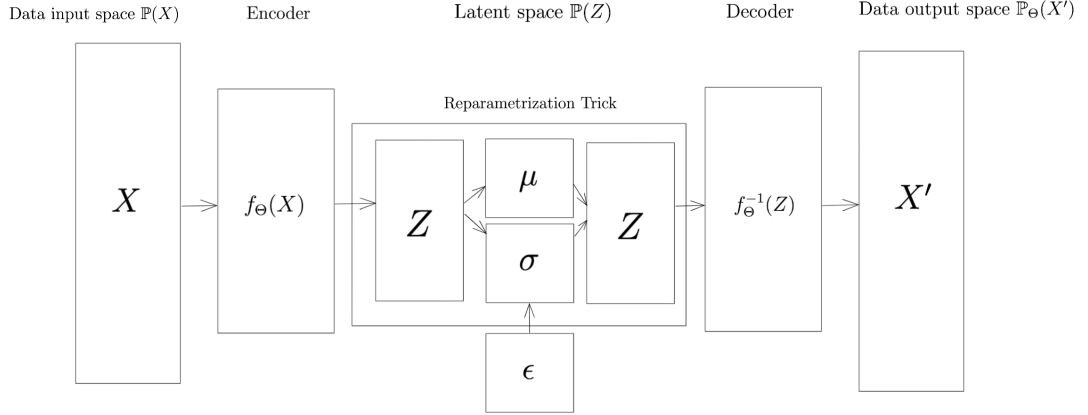 Data input space ℙ(X)
Encoder
Latent space ℙ(Z)
Decoder
Data output space ℙ_Θ(X′)
Reparametrization Trick
X
f_Θ(X)
Z
μ
σ
Z
f_Θ^{-1}(Z)
X′
ϵ